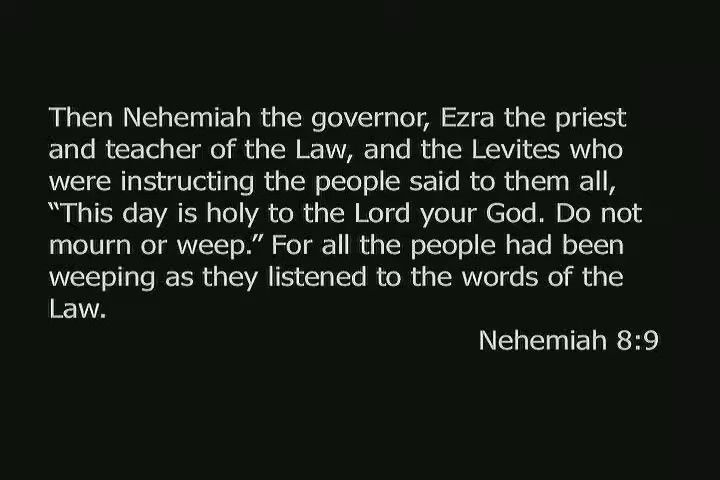 Then Nehemiah the governor, Ezra the priest
and teacher of the Law, and the Levites who
were instructing the people said to them all,
“This day is holy to the Lord your God. Do not
mourn or weep.” For all the people had been
weeping as they listened to the words of the
Law.
Nehemiah 8:9